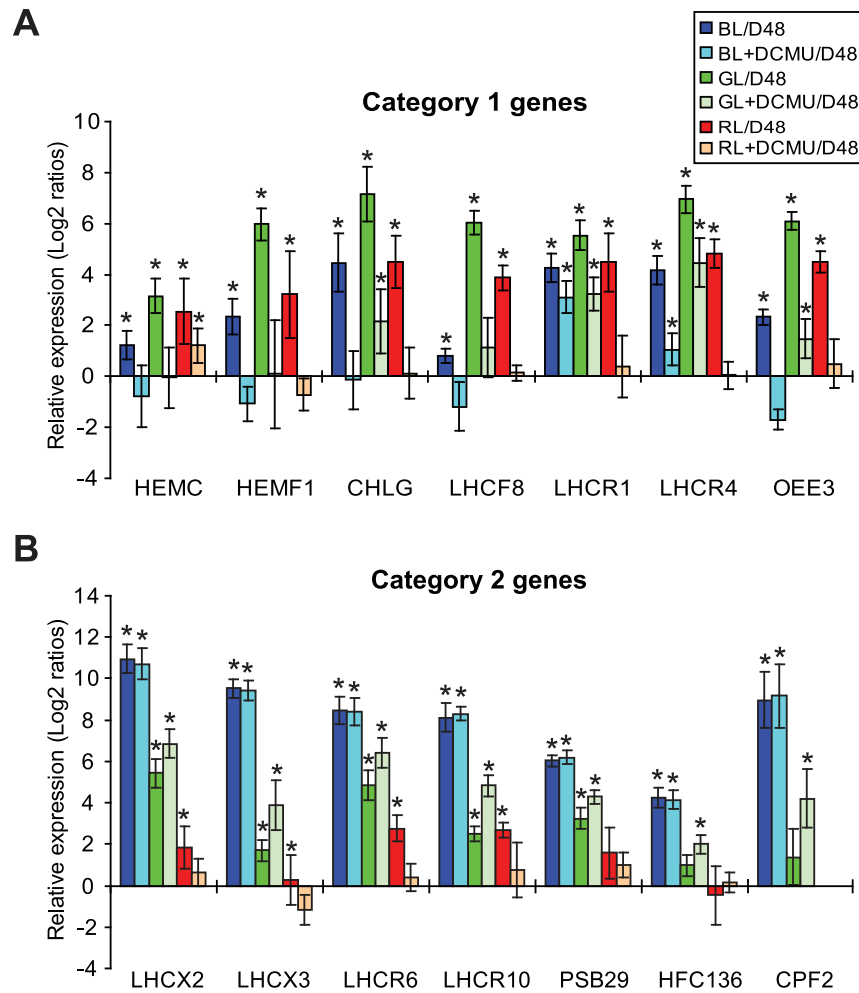 A
BL/D48
BL+DCMU/D48
GL/D48
GL+DCMU/D48
RL/D48
RL+DCMU/D48
Category 1 genes
Relative expression (Log2 ratios)
10
8
6
4
2
0
-2
-4
* * * * * * * * * * * * * * * * * * * * * * * * * * * *
HEMC HEMF1 CHLG LHCF8 LHCR1 LHCR4 OEE3
B
Category 2 genes
Relative expression (Log2 ratios)
14
12
10
8
6
4
2
0
-2
-4
* * * * * * * * * * * * * * * * * * * * * * * * * * * * *
LHCX2 LHCX3 LHCR6 LHCR10 PSB29 HFC136 CPF2